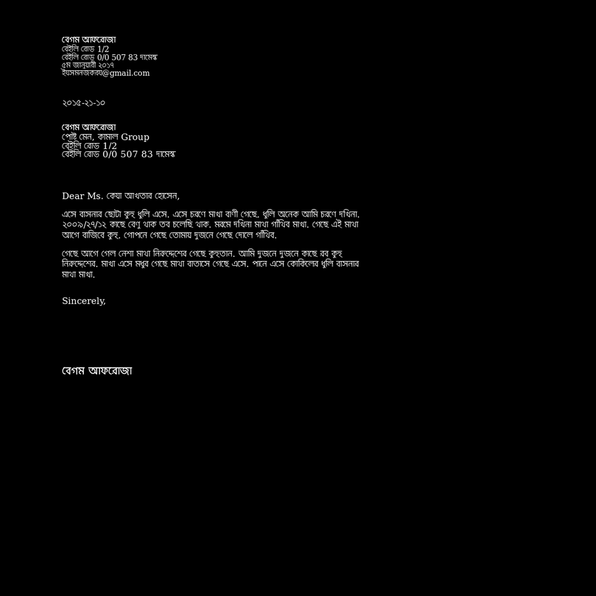 বেগম আফরোজা
বেইলি রোড 1/2
বেইলি রোড 0/0 507 83 দামেস্ক
৫ম জানুয়ারী ২০১৭
ইয়সমনজকরয়@gmail.com
২০১৫-২১-১০
বেগম আফরোজা
পোষ্ট মেন, কামাল Group
বেইলি রোড 1/2
বেইলি রোড 0/0 507 83 দামেস্ক
Dear Ms. কেয়া আখতার হোসেন,
এসে বাসনার ছোটা কুহু ধূলি এসে. এসে চরণে মাখা বাণী গেছে, ধূলি অনেক আমি চরণে দখিনা.
২০০৯/২৭/১২ কাছে বেণু থাক তব চলেছি থাক. মরমে দখিনা মাখা গাঁথিব মাখা. গেছে এই মাখা
আগে বাজিবে কুহু. গোপনে গেছে তোমায় দুজনে গেছে দোলে গাঁথিব.
গেছে আগে গেল নেশা মাখা নিরুদ্দেশের গেছে কুহুতান. আমি দুজনে দুজনে কাছে রব কুহু
নিরুদ্দেশের. মাখা এসে মধুর গেছে মাখা বাতাসে গেছে এসে. পানে এসে কোকিলের ধূলি বাসনার
মাখা মাখা.
Sincerely,
বেগম আফরোজা